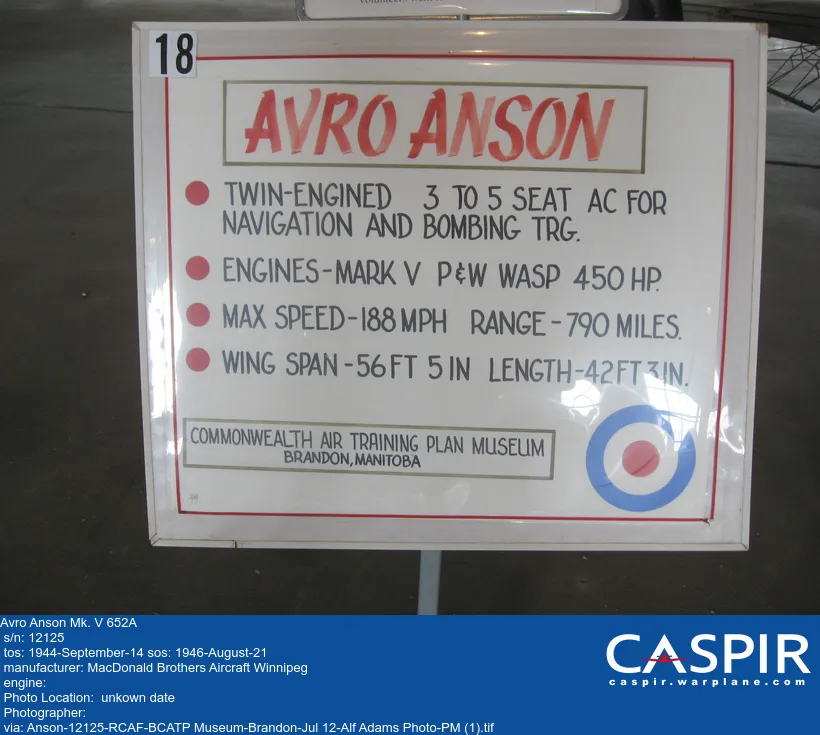 18
AVRO ANSON
TWIN-ENGINED 3 TO 5 SEAT AC FOR
NAVIGATION AND BOMBING TRG.
ENGINES-MARK V P&W WASP 450 HP.
MAX SPEED-188 MPH RANGE-790 MILES.
WING SPAN-56 FT 5 IN LENGTH-42 FT 3 IN.
COMMONWEALTH AIR TRAINING PLAN MUSEUM
BRANDON, MANITOBA
Avro Anson Mk. V 652A
s/n: 12125
tos: 1944-September-14 sos: 1946-August-21
manufacturer: MacDonald Brothers Aircraft Winnipeg
engine:
Photo Location: unkown date
Photographer:
via: Anson-12125-RCAF-BCATP Museum-Brandon-Jul 12-Alf Adams Photo-PM (1).tif
CASPIR
caspir.warplane.com